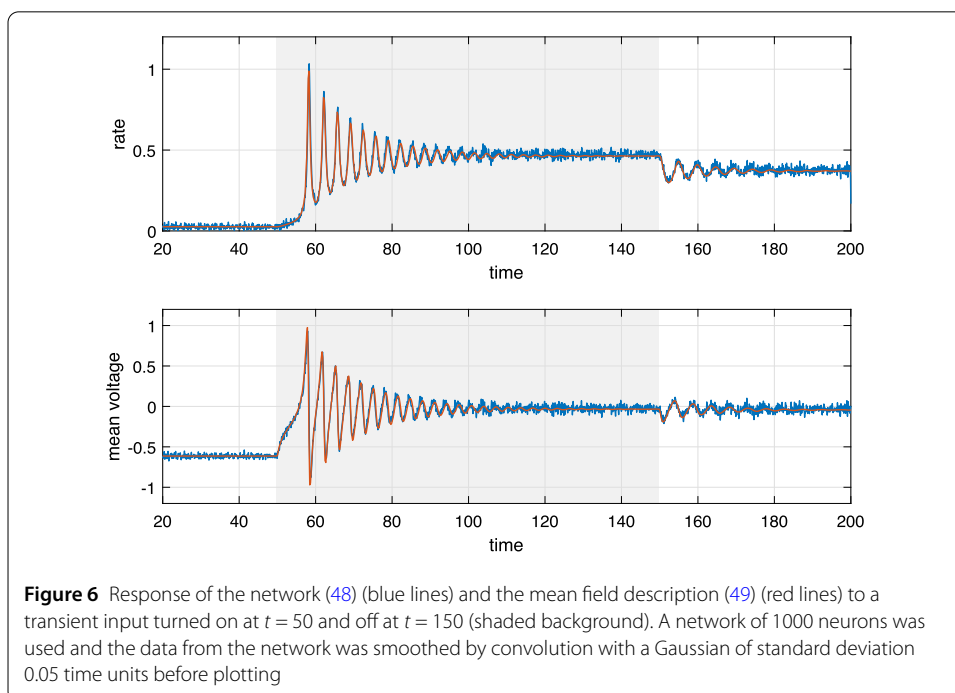 1
0.5
0
rate
20 40 60 80 100 120 140 160 180 200
time
1
0.5
0
-0.5
-1
mean voltage
20 40 60 80 100 120 140 160 180 200
time
Figure 6 Response of the network (48) (blue lines) and the mean field description (49) (red lines) to a
transient input turned on at t = 50 and off at t = 150 (shaded background). A network of 1000 neurons was
used and the data from the network was smoothed by convolution with a Gaussian of standard deviation
0.05 time units before plotting